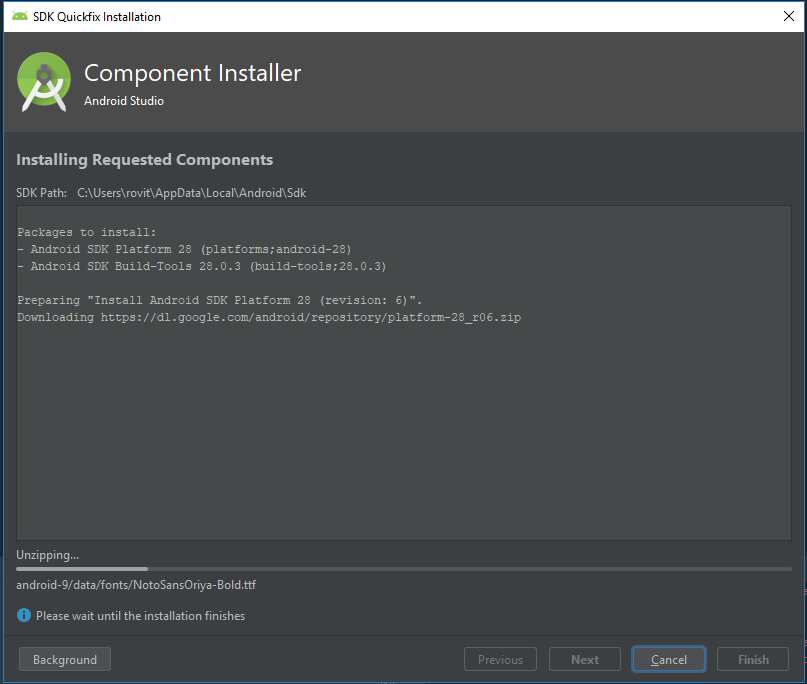 SDK Quickfix Installation
Component Installer
Android Studio
Installing Requested Components
SDK Path: C:\Users\rovit\AppData\Local\Android\Sdk
Packages to install:
- Android SDK Platform 28 (platforms;android-28)
- Android SDK Build-Tools 28.0.3 (build-tools;28.0.3)
Preparing "Install Android SDK Platform 28 (revision: 6)".
Downloading https://dl.google.com/android/repository/platform-28_r06.zip
Unzipping...
android-9/data/fonts/NotoSansOriya-Bold.ttf
Please wait until the installation finishes
Background Previous Next Cancel Finish